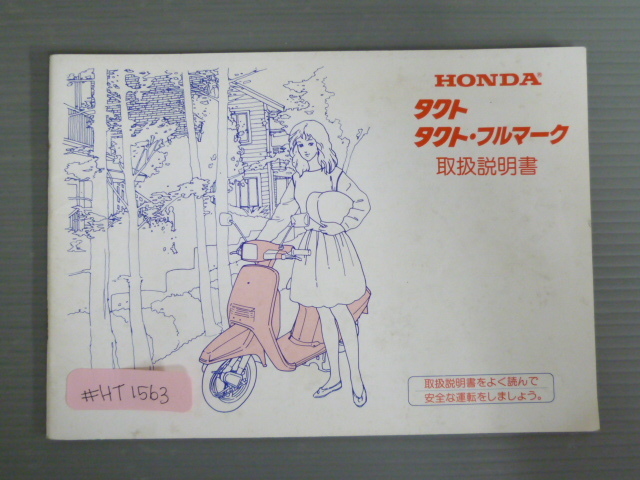 HONDA®
タクト
タクト・フルマーク
取扱説明書
取扱説明書をよく読んで
安全な運転をしましょう。
#HT1563